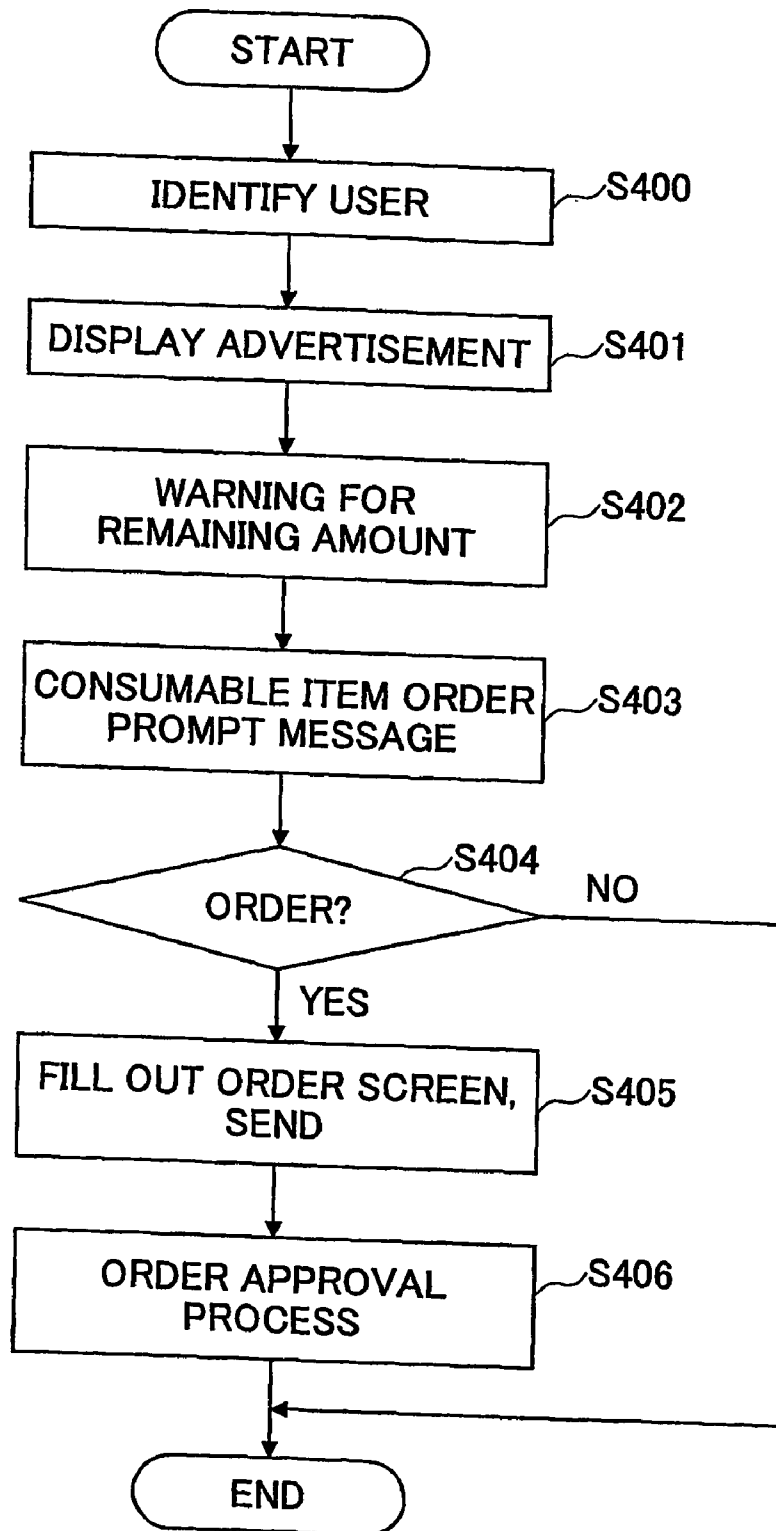 START
IDENTIFY USER
S400
DISPLAY ADVERTISEMENT
S401
WARNING FOR
REMAINING AMOUNT
S402
CONSUMABLE ITEM ORDER
PROMPT MESSAGE
S403
S404
ORDER?
NO
YES
FILL OUT ORDER SCREEN,
SEND
S405
ORDER APPROVAL
PROCESS
S406
END